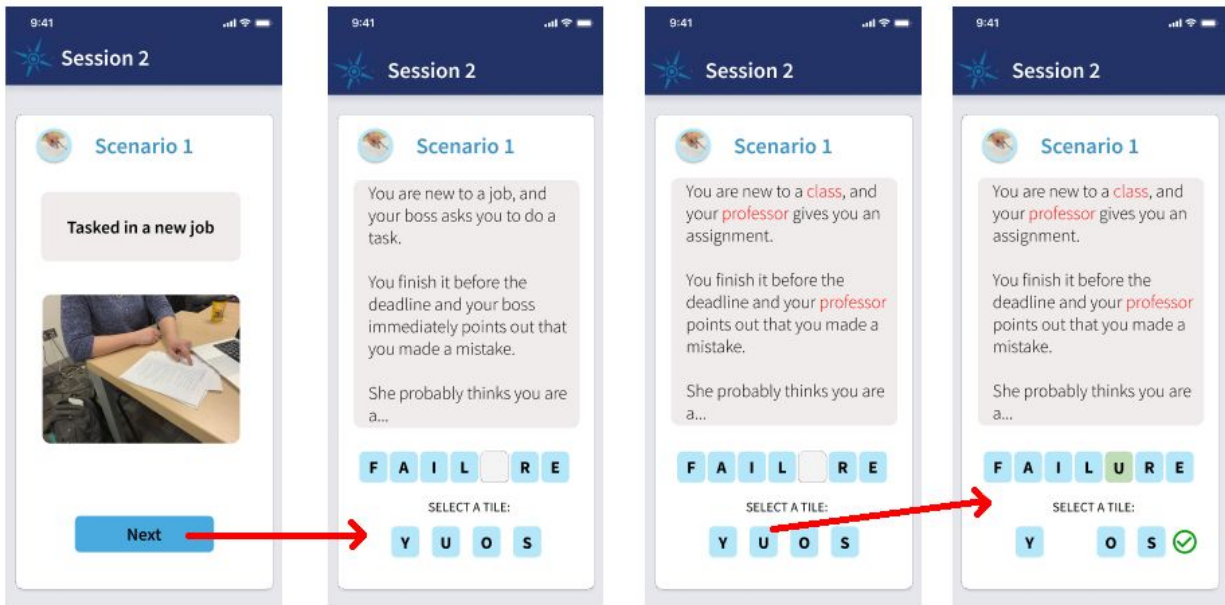 9:41
Session 2
Scenario 1
Tasked in a new job
Next
9:41
Session 2
Scenario 1
You are new to a job, and
your boss asks you to do a
task.
You finish it before the
deadline and your boss
immediately points out that
you made a mistake.
She probably thinks you are
a...
F A I L R E
SELECT A TILE:
Y U O S
9:41
Session 2
Scenario 1
You are new to a class, and
your professor gives you an
assignment.
You finish it before the
deadline and your professor
points out that you made a
mistake.
She probably thinks you are
a...
F A I L R E
SELECT A TILE:
Y U O S
9:41
Session 2
Scenario 1
You are new to a class, and
your professor gives you an
assignment.
You finish it before the
deadline and your professor
points out that you made a
mistake.
She probably thinks you are
a...
F A I L U R E
SELECT A TILE:
Y O S